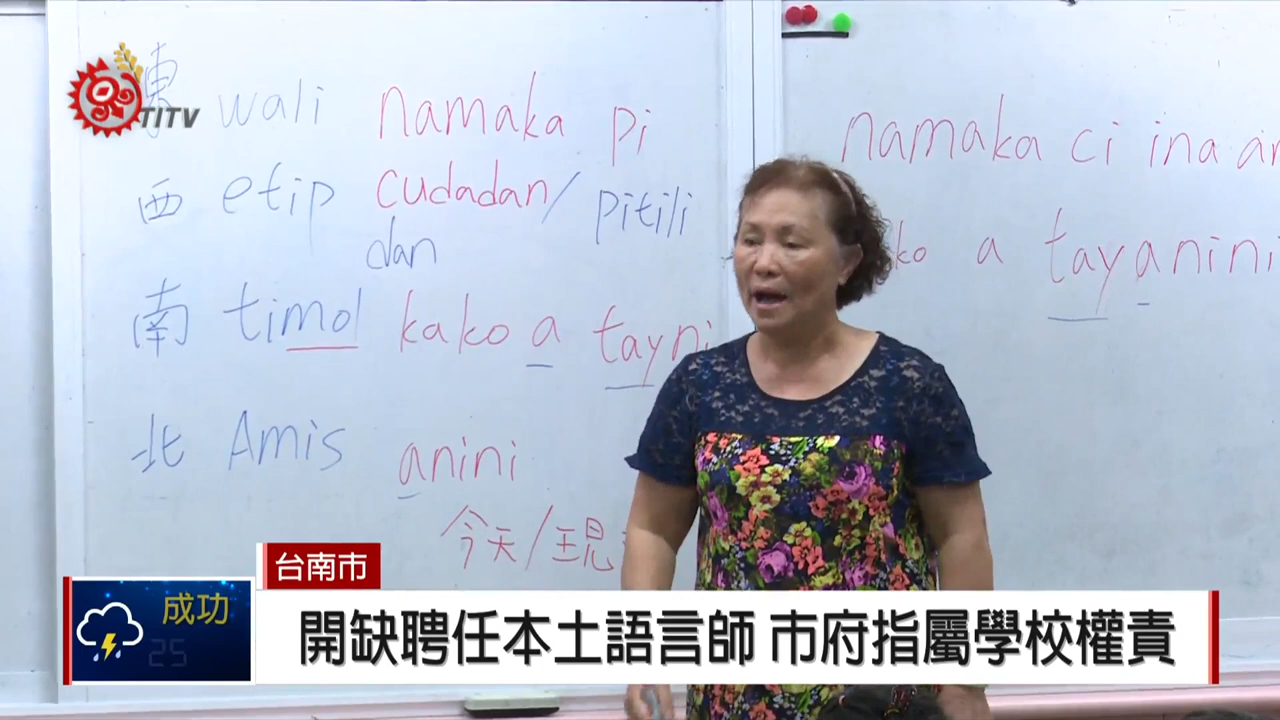 東 wali namaka pi
西 etip cudadan/ pitili
dan
南 timol kako a tayni
北 Amis anini
今天/現
namaka ci ina
ko a tayanini
TITV
台南市
成功
25
開缺聘任本土語言師 市府指屬學校權責